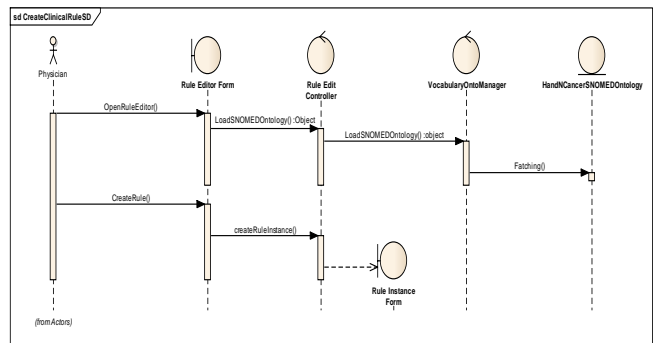 sd CreateClinicalRuleSD
Physician
Rule Editor Form
Rule Edit
Controller
VocabularyOntoManager
HandNCancerSNOMEDOntology
OpenRuleEditor()
LoadSNOMEDOntology() :Object
LoadSNOMEDOntology() :object
Fatching()
CreateRule()
createRuleInstance()
Rule Instance
Form
(from Actors)